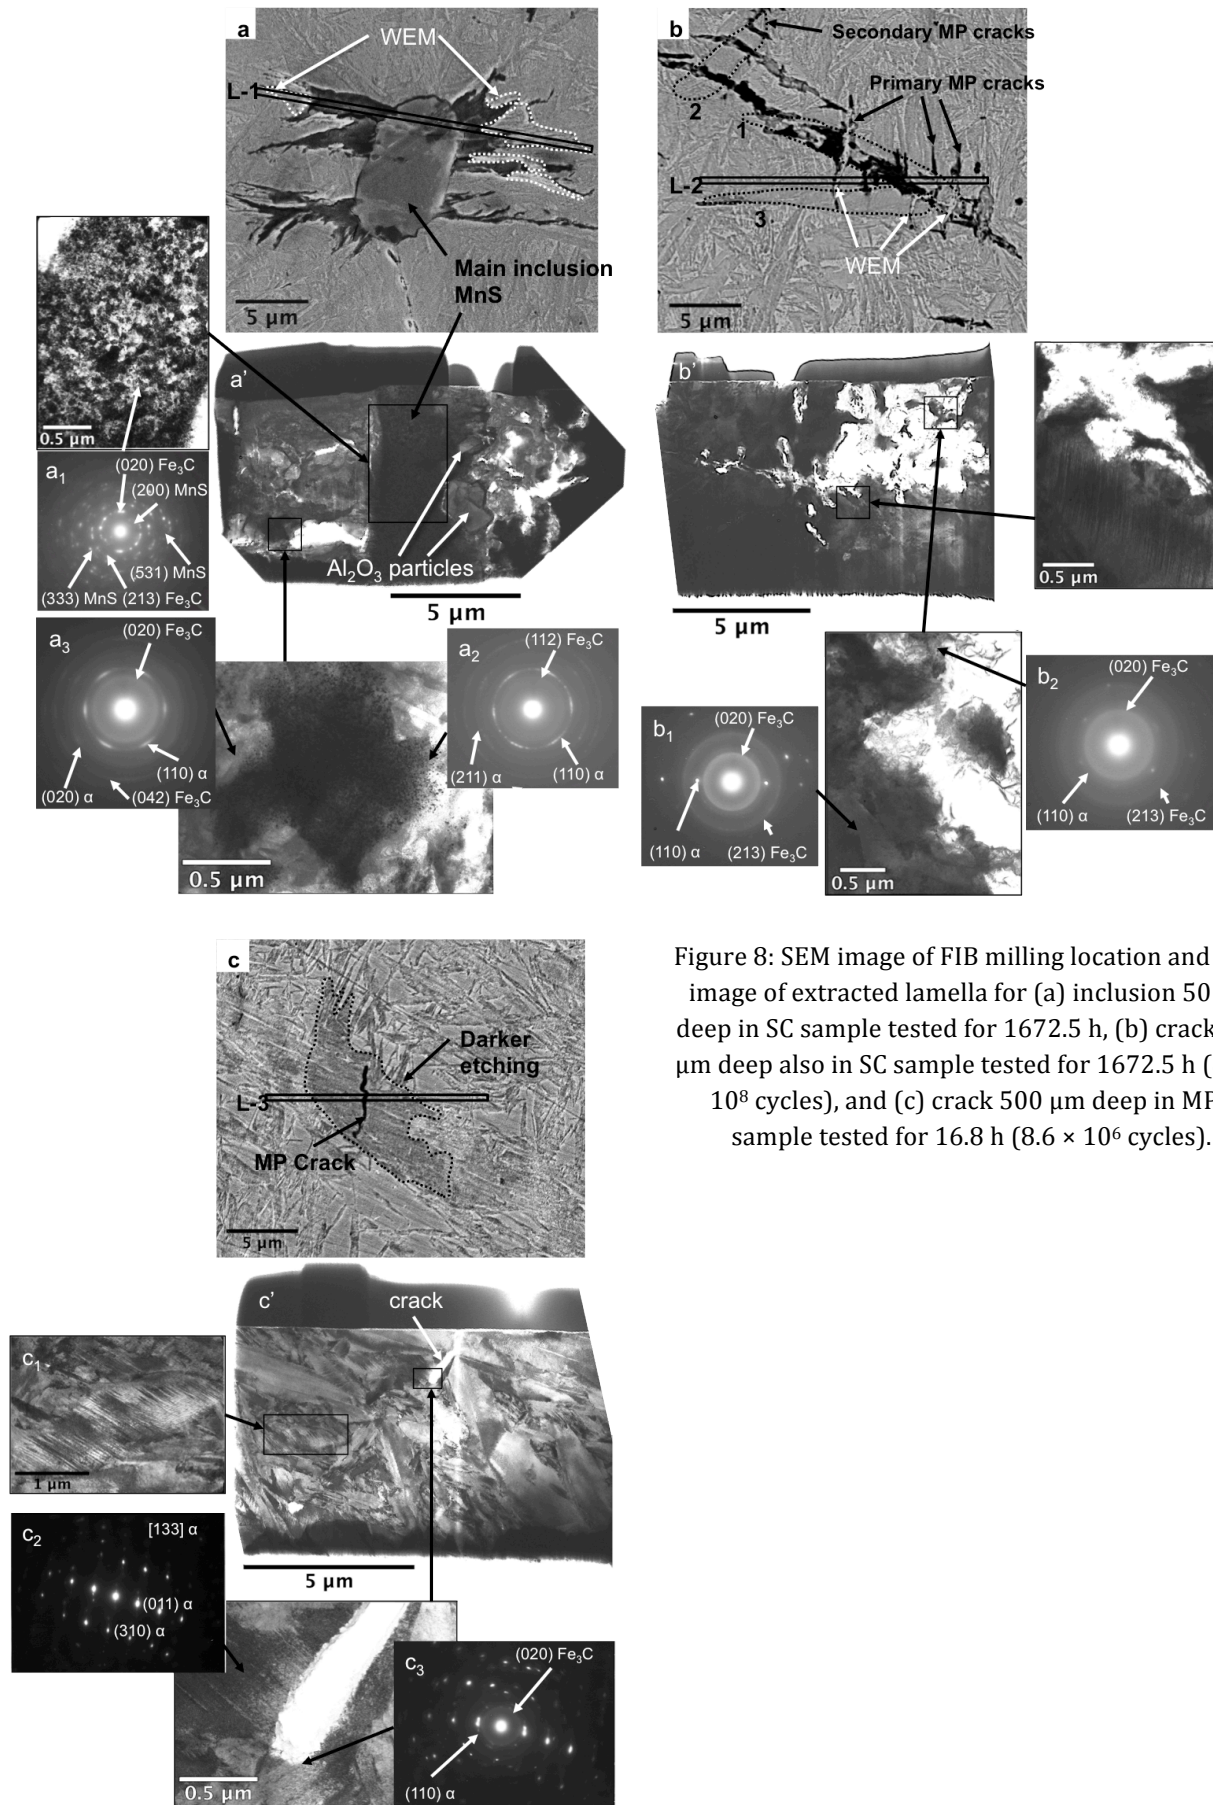 a
WEM
L-1
Main inclusion
MnS
5 µm
b
Secondary MP cracks
Primary MP cracks
2
1
L-2
3
WEM
5 µm
0.5 µm
a'
Al₂O₃ particles
5 µm
a₁
(020) Fe₃C
(200) MnS
(531) MnS
(333) MnS
(213) Fe₃C
a₃
(020) Fe₃C
(110) α
(020) α
(042) Fe₃C
a₂
(112) Fe₃C
(211) α
(110) α
0.5 µm
b'
5 µm
0.5 µm
b₁
(020) Fe₃C
(110) α
(213) Fe₃C
0.5 µm
b₂
(020) Fe₃C
(110) α
(213) Fe₃C
c
Darker
etching
L-3
MP Crack
5 µm
Figure 8: SEM image of FIB milling location and
image of extracted lamella for (a) inclusion 50
deep in SC sample tested for 1672.5 h, (b) crack
µm deep also in SC sample tested for 1672.5 h (
10⁸ cycles), and (c) crack 500 µm deep in MP
sample tested for 16.8 h (8.6 × 10⁶ cycles).
c'
crack
5 µm
c₁
1 µm
c₂
[133] α
(011) α
(310) α
0.5 µm
c₃
(020) Fe₃C
(110) α